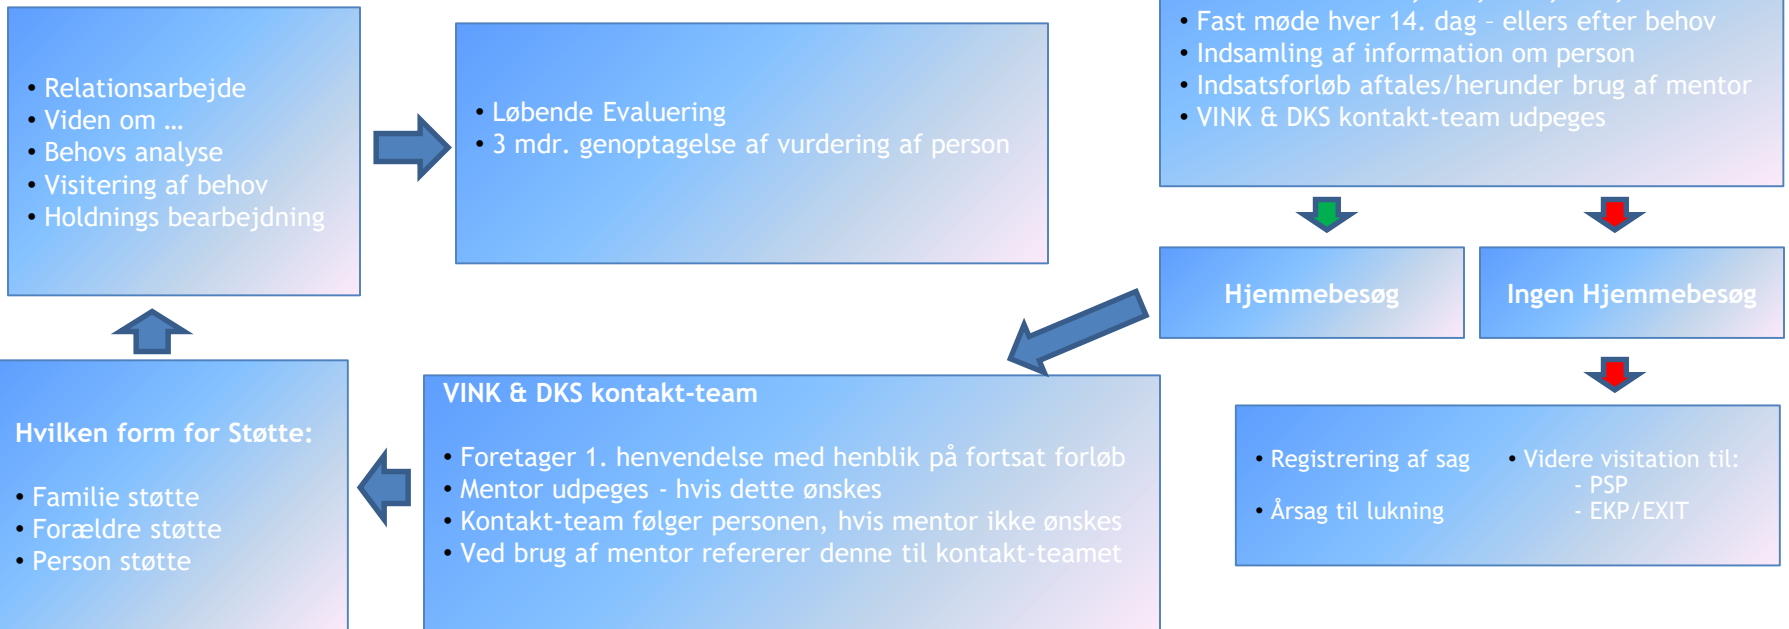 • Relationsarbejde
• Viden om …
• Behovs analyse
• Visitering af behov
• Holdnings bearbejdning
• Løbende Evaluering
• 3 mdr. genoptagelse af vurdering af person
• Fast møde hver 14. dag – ellers efter behov
• Indsamling af information om person
• Indsatsforløb aftales/herunder brug af mentor
• VINK & DKS kontakt-team udpeges
Hjemmebesøg
Ingen Hjemmebesøg
Hvilken form for Støtte:
• Familie støtte
• Forældre støtte
• Person støtte
VINK & DKS kontakt-team
• Foretager 1. henvendelse med henblik på fortsat forløb
• Mentor udpeges - hvis dette ønskes
• Kontakt-team følger personen, hvis mentor ikke ønskes
• Ved brug af mentor refererer denne til kontakt-teamet
• Registrering af sag
• Årsag til lukning
• Videre visitation til:
- PSP
- EKP/EXIT